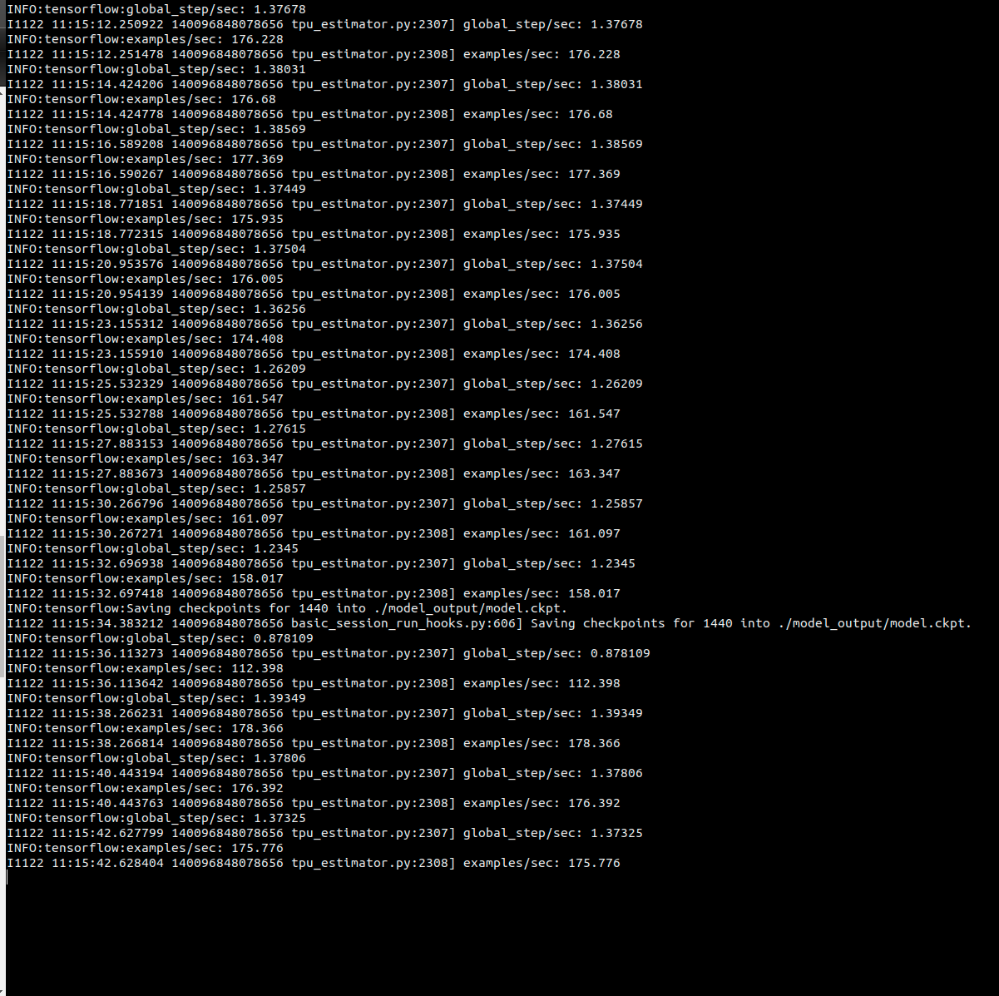 INFO:tensorflow:global_step/sec: 1.37678
I1122 11:15:12.250922 140096848078656 tpu_estimator.py:2307] global_step/sec: 1.37678
INFO:tensorflow:examples/sec: 176.228
I1122 11:15:12.251478 140096848078656 tpu_estimator.py:2308] examples/sec: 176.228
INFO:tensorflow:global_step/sec: 1.38031
I1122 11:15:14.424206 140096848078656 tpu_estimator.py:2307] global_step/sec: 1.38031
INFO:tensorflow:examples/sec: 176.68
I1122 11:15:14.424778 140096848078656 tpu_estimator.py:2308] examples/sec: 176.68
INFO:tensorflow:global_step/sec: 1.38569
I1122 11:15:16.589208 140096848078656 tpu_estimator.py:2307] global_step/sec: 1.38569
INFO:tensorflow:examples/sec: 177.369
I1122 11:15:16.590267 140096848078656 tpu_estimator.py:2308] examples/sec: 177.369
INFO:tensorflow:global_step/sec: 1.37449
I1122 11:15:18.771851 140096848078656 tpu_estimator.py:2307] global_step/sec: 1.37449
INFO:tensorflow:examples/sec: 175.935
I1122 11:15:18.772315 140096848078656 tpu_estimator.py:2308] examples/sec: 175.935
INFO:tensorflow:global_step/sec: 1.37504
I1122 11:15:20.953576 140096848078656 tpu_estimator.py:2307] global_step/sec: 1.37504
INFO:tensorflow:examples/sec: 176.005
I1122 11:15:20.954139 140096848078656 tpu_estimator.py:2308] examples/sec: 176.005
INFO:tensorflow:global_step/sec: 1.36256
I1122 11:15:23.155312 140096848078656 tpu_estimator.py:2307] global_step/sec: 1.36256
INFO:tensorflow:examples/sec: 174.408
I1122 11:15:23.155910 140096848078656 tpu_estimator.py:2308] examples/sec: 174.408
INFO:tensorflow:global_step/sec: 1.26209
I1122 11:15:25.532329 140096848078656 tpu_estimator.py:2307] global_step/sec: 1.26209
INFO:tensorflow:examples/sec: 161.547
I1122 11:15:25.532788 140096848078656 tpu_estimator.py:2308] examples/sec: 161.547
INFO:tensorflow:global_step/sec: 1.27615
I1122 11:15:27.883153 140096848078656 tpu_estimator.py:2307] global_step/sec: 1.27615
INFO:tensorflow:examples/sec: 163.347
I1122 11:15:27.883673 140096848078656 tpu_estimator.py:2308] examples/sec: 163.347
INFO:tensorflow:global_step/sec: 1.25857
I1122 11:15:30.266796 140096848078656 tpu_estimator.py:2307] global_step/sec: 1.25857
INFO:tensorflow:examples/sec: 161.097
I1122 11:15:30.267271 140096848078656 tpu_estimator.py:2308] examples/sec: 161.097
INFO:tensorflow:global_step/sec: 1.2345
I1122 11:15:32.696938 140096848078656 tpu_estimator.py:2307] global_step/sec: 1.2345
INFO:tensorflow:examples/sec: 158.017
I1122 11:15:32.697418 140096848078656 tpu_estimator.py:2308] examples/sec: 158.017
INFO:tensorflow:Saving checkpoints for 1440 into ./model_output/model.ckpt.
I1122 11:15:34.383212 140096848078656 basic_session_run_hooks.py:606] Saving checkpoints for 1440 into ./model_output/model.ckpt.
INFO:tensorflow:global_step/sec: 0.878109
I1122 11:15:36.113273 140096848078656 tpu_estimator.py:2307] global_step/sec: 0.878109
INFO:tensorflow:examples/sec: 112.398
I1122 11:15:36.113642 140096848078656 tpu_estimator.py:2308] examples/sec: 112.398
INFO:tensorflow:global_step/sec: 1.39349
I1122 11:15:38.266231 140096848078656 tpu_estimator.py:2307] global_step/sec: 1.39349
INFO:tensorflow:examples/sec: 178.366
I1122 11:15:38.266814 140096848078656 tpu_estimator.py:2308] examples/sec: 178.366
INFO:tensorflow:global_step/sec: 1.37806
I1122 11:15:40.443194 140096848078656 tpu_estimator.py:2307] global_step/sec: 1.37806
INFO:tensorflow:examples/sec: 176.392
I1122 11:15:40.443763 140096848078656 tpu_estimator.py:2308] examples/sec: 176.392
INFO:tensorflow:global_step/sec: 1.37325
I1122 11:15:42.627799 140096848078656 tpu_estimator.py:2307] global_step/sec: 1.37325
INFO:tensorflow:examples/sec: 175.776
I1122 11:15:42.628404 140096848078656 tpu_estimator.py:2308] examples/sec: 175.776